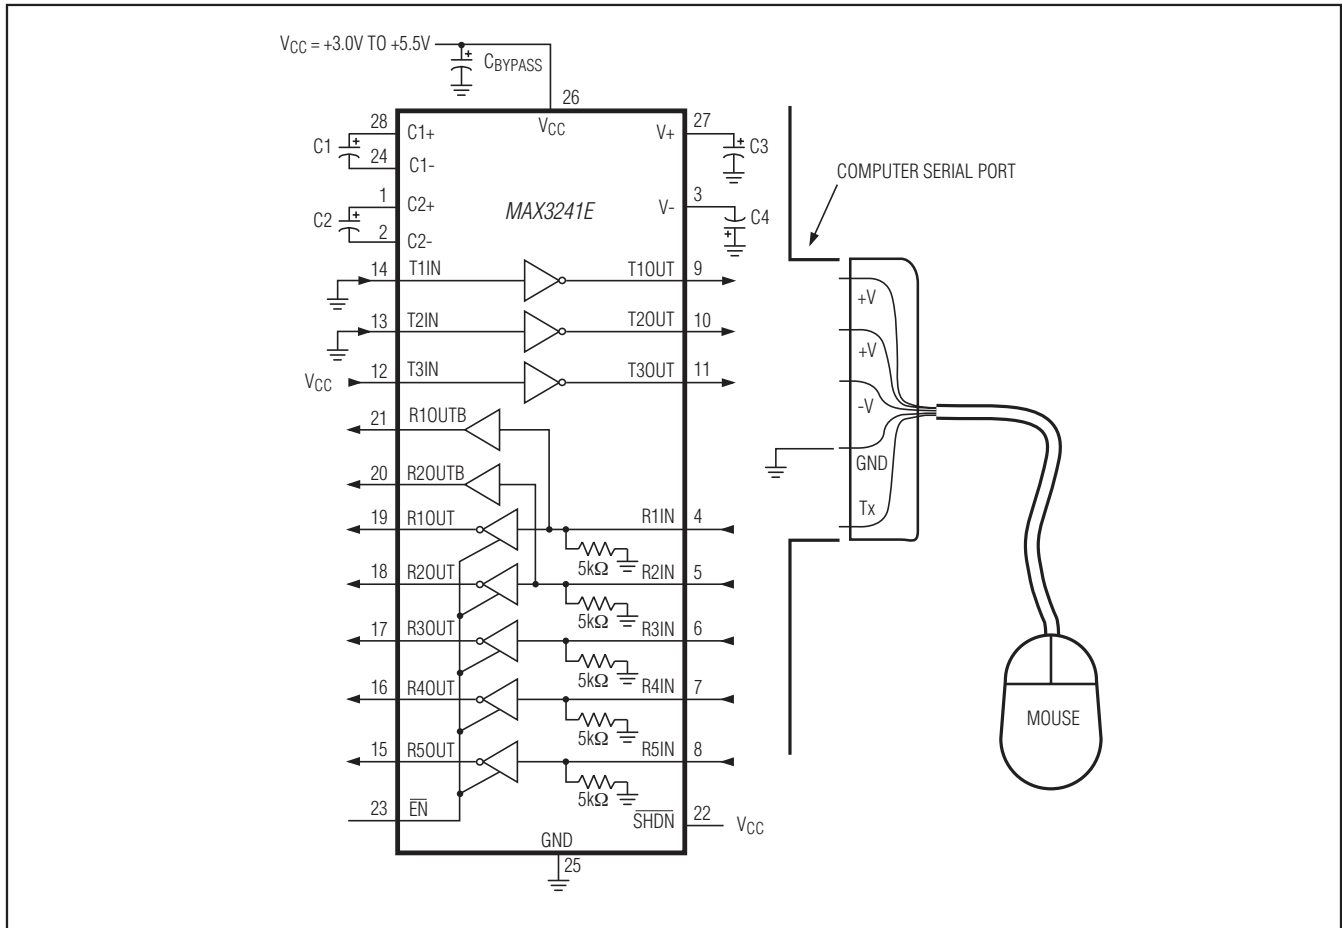 VCC = +3.0V TO +5.5V
CBYPASS
26
VCC
28
C1+
C1
24
C1-
1
C2+
C2
2
C2-
27
V+
C3
3
V-
C4
MAX3241E
COMPUTER SERIAL PORT
14
T1IN
T1OUT
9
13
T2IN
T2OUT
10
VCC
12
T3IN
T3OUT
11
21
R1OUTB
20
R2OUTB
19
R1OUT
R1IN
4
5kΩ
18
R2OUT
R2IN
5
5kΩ
17
R3OUT
R3IN
6
5kΩ
16
R4OUT
R4IN
7
5kΩ
15
R5OUT
R5IN
8
5kΩ
23
E̅N̅
S̅H̅D̅N̅
22
VCC
GND
25
+V
+V
-V
GND
Tx
MOUSE